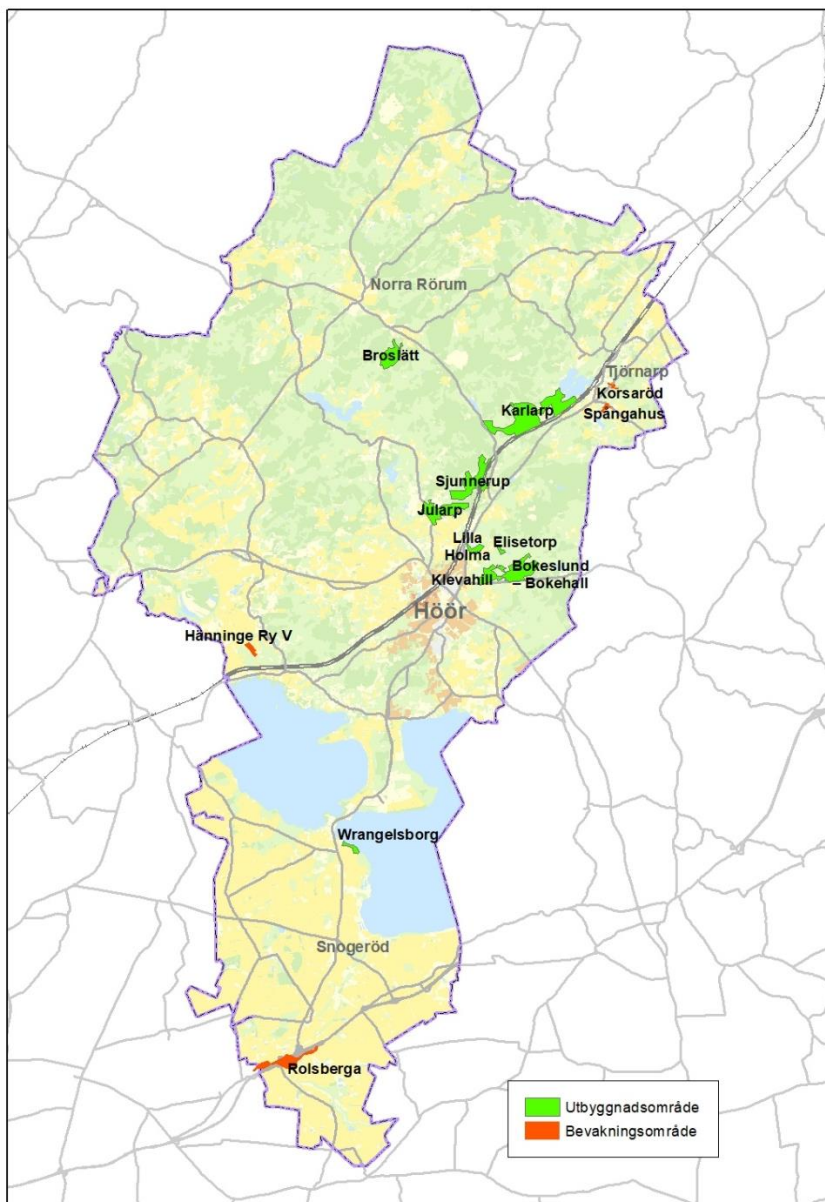 Norra Rörum
Broslätt
Tjörnarp
Korsaröd
Karlarp
Spångahus
Sjunnerup
Jularp
Lilla
Holma
Elisetorp
Bokeslund
– Bokehall
Klevahill
Höör
Hänninge Ry V
Wrangelsborg
Snogeröd
Rolsberga
Utbyggnadsområde
Bevakningsområde